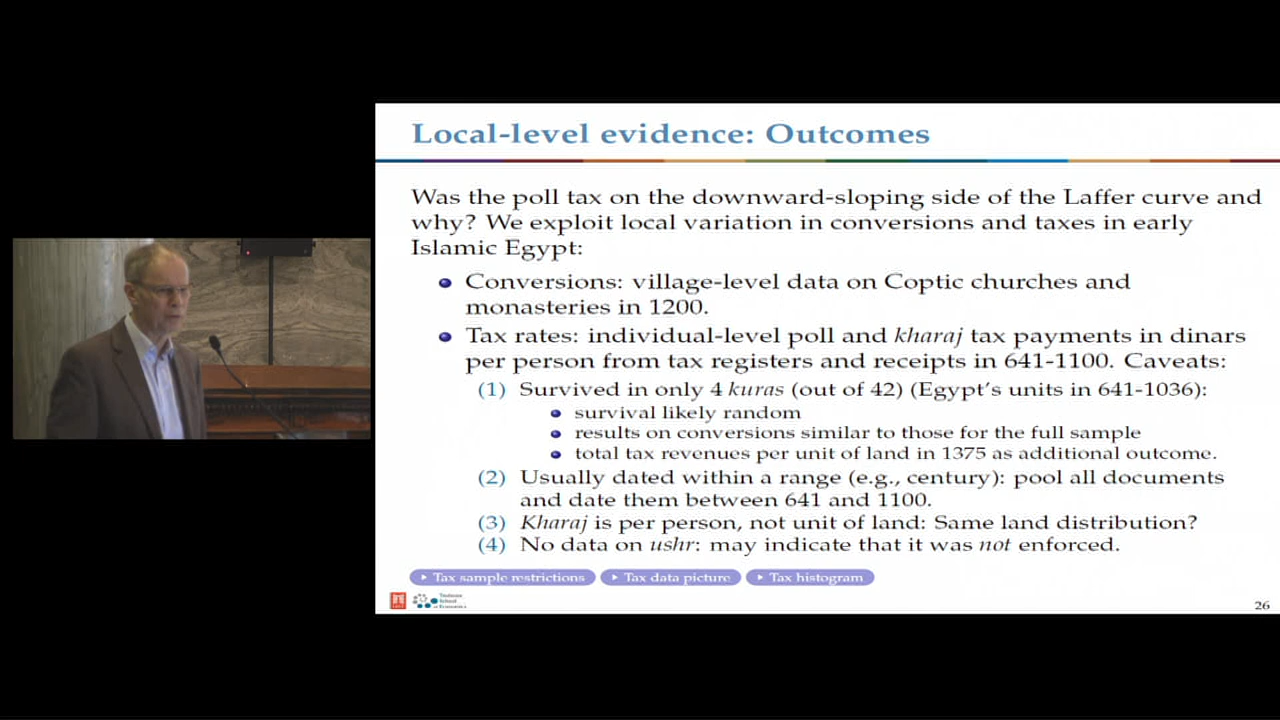 Local-level evidence: Outcomes
Was the poll tax on the downward-sloping side of the Laffer curve and
why? We exploit local variation in conversions and taxes in early
Islamic Egypt:
Conversions: village-level data on Coptic churches and
monasteries in 1200.
Tax rates: individual-level poll and kharaj tax payments in dinars
per person from tax registers and receipts in 641-1100. Caveats:
(1) Survived in only 4 kuras (out of 42) (Egypt's units in 641-1036):
survival likely random
results on conversions similar to those for the full sample
total tax revenues per unit of land in 1375 as additional outcome.
(2) Usually dated within a range (e.g., century): pool all documents
and date them between 641 and 1100.
(3) Kharaj is per person, not unit of land: Same land distribution?
(4) No data on ushr: may indicate that it was not enforced.
Tax sample restrictions Tax data picture Tax histogram
Toulouse
School
of Economics
26